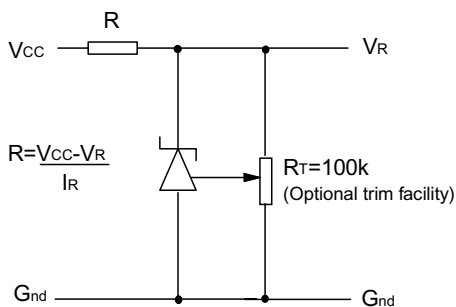 R
VCC
VR
R=VCC-VR
IR
RT=100k
(Optional trim facility)
Gnd
Gnd